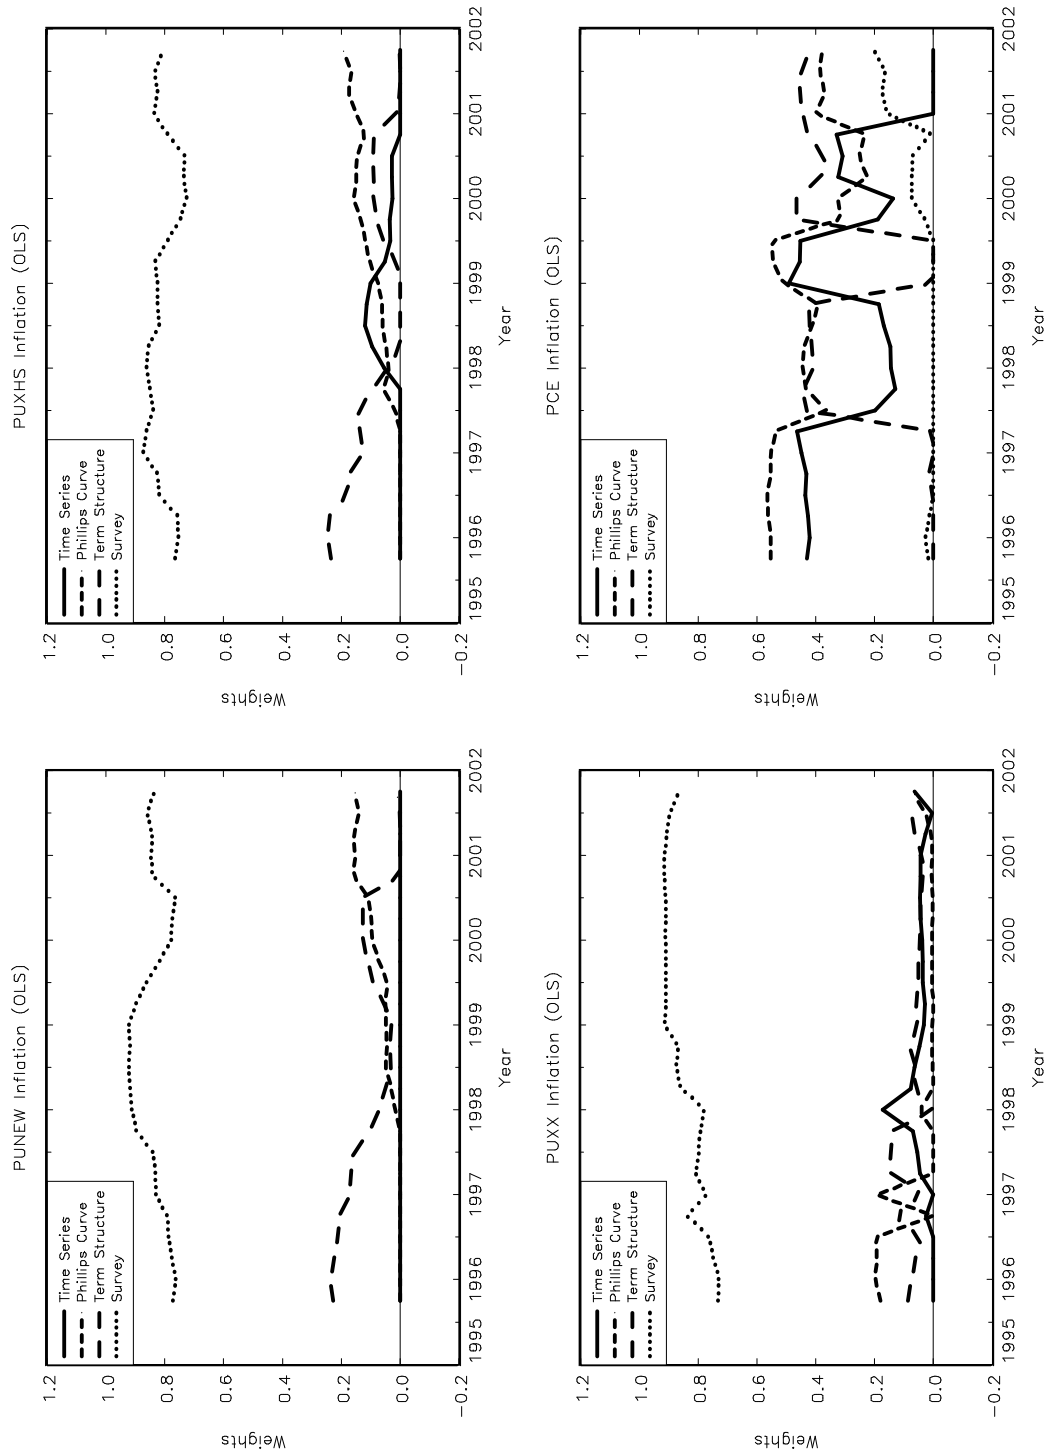 PUNEW Inflation (OLS)
Weights
1.2
1.0
0.8
0.6
0.4
0.2
0.0
−0.2
Time Series
Phillips Curve
Term Structure
Survey
1995
1996
1997
1998
1999
2000
2001
2002
Year
PUXHS Inflation (OLS)
Weights
1.2
1.0
0.8
0.6
0.4
0.2
0.0
−0.2
Time Series
Phillips Curve
Term Structure
Survey
1995
1996
1997
1998
1999
2000
2001
2002
Year
PUXX Inflation (OLS)
Weights
1.2
1.0
0.8
0.6
0.4
0.2
0.0
−0.2
Time Series
Phillips Curve
Term Structure
Survey
1995
1996
1997
1998
1999
2000
2001
2002
Year
PCE Inflation (OLS)
Weights
1.2
1.0
0.8
0.6
0.4
0.2
0.0
−0.2
Time Series
Phillips Curve
Term Structure
Survey
1995
1996
1997
1998
1999
2000
2001
2002
Year